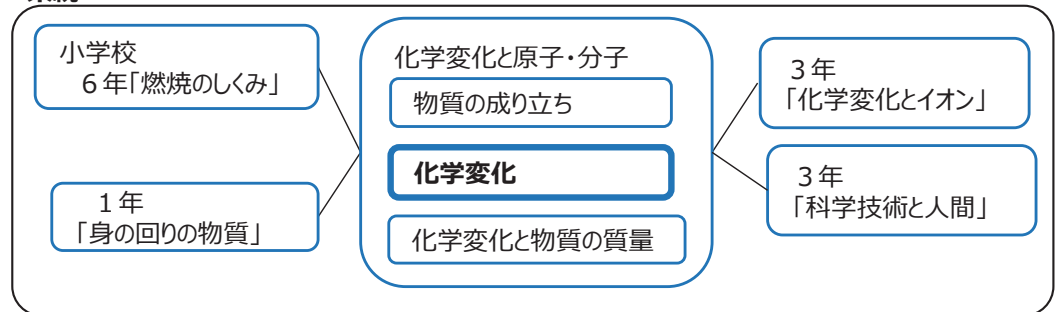 小学校
６年「燃焼のしくみ」
１年
「身の回りの物質」
化学変化と原子・分子
物質の成り立ち
化学変化
化学変化と物質の質量
３年
「化学変化とイオン」
３年
「科学技術と人間」